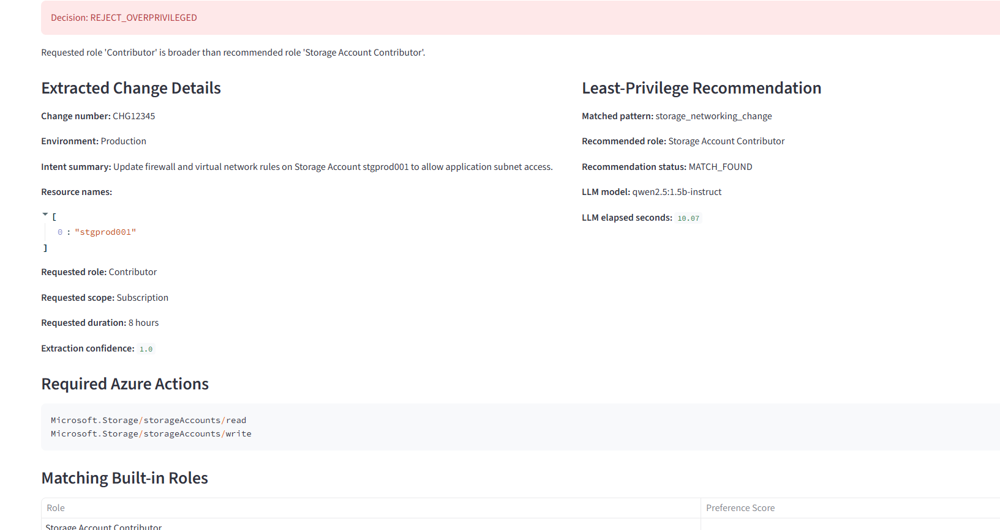 Decision: REJECT_OVERPRIVILEGED
Requested role 'Contributor' is broader than recommended role 'Storage Account Contributor'.
Extracted Change Details
Change number: CHG12345
Environment: Production
Intent summary: Update firewall and virtual network rules on Storage Account stgprod001 to allow application subnet access.
Resource names:
[
0 : "stgprod001"
]
Requested role: Contributor
Requested scope: Subscription
Requested duration: 8 hours
Extraction confidence: 1.0
Least-Privilege Recommendation
Matched pattern: storage_networking_change
Recommended role: Storage Account Contributor
Recommendation status: MATCH_FOUND
LLM model: qwen2.5:1.5b-instruct
LLM elapsed seconds: 10.07
Required Azure Actions
Microsoft.Storage/storageAccounts/read
Microsoft.Storage/storageAccounts/write
Matching Built-in Roles
Role Preference Score
Storage Account Contributor